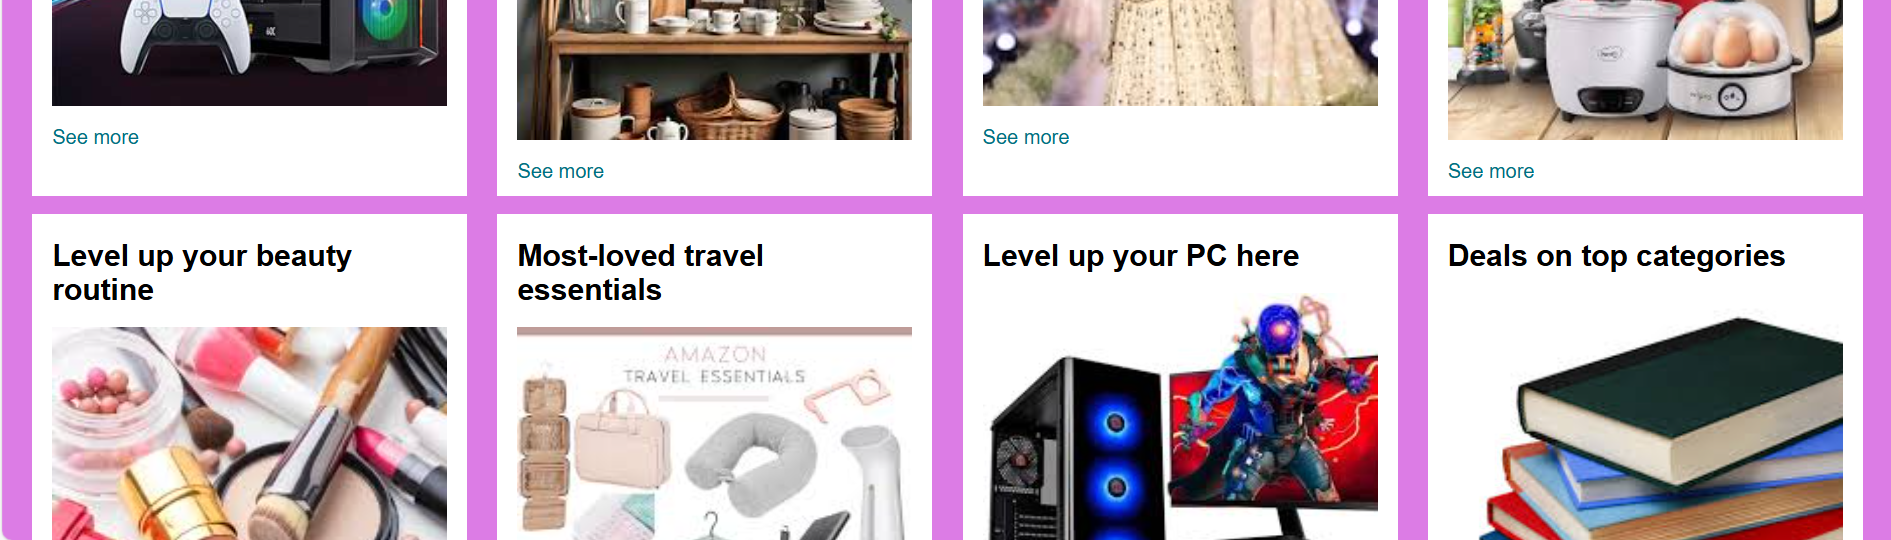 See more
See more
See more
See more
Level up your beauty
routine
Most-loved travel
essentials
Level up your PC here
Deals on top categories
AMAZON
TRAVEL ESSENTIALS